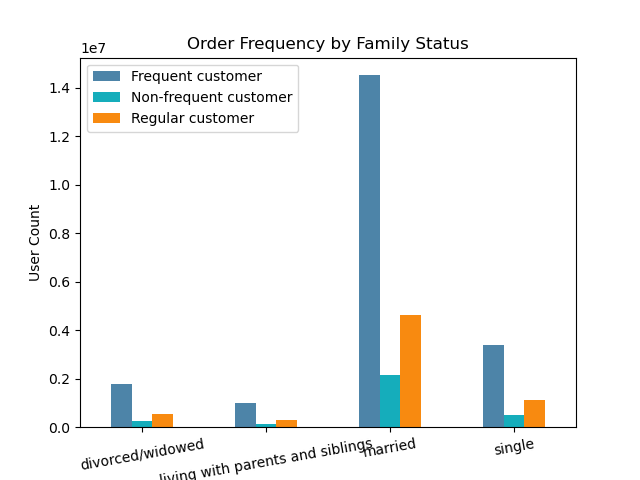 Order Frequency by Family Status
1e7
Frequent customer
Non-frequent customer
Regular customer
1.4
1.2
1.0
0.8
0.6
0.4
0.2
0.0
User Count
divorced/widowed
living with parents and siblings
married
single